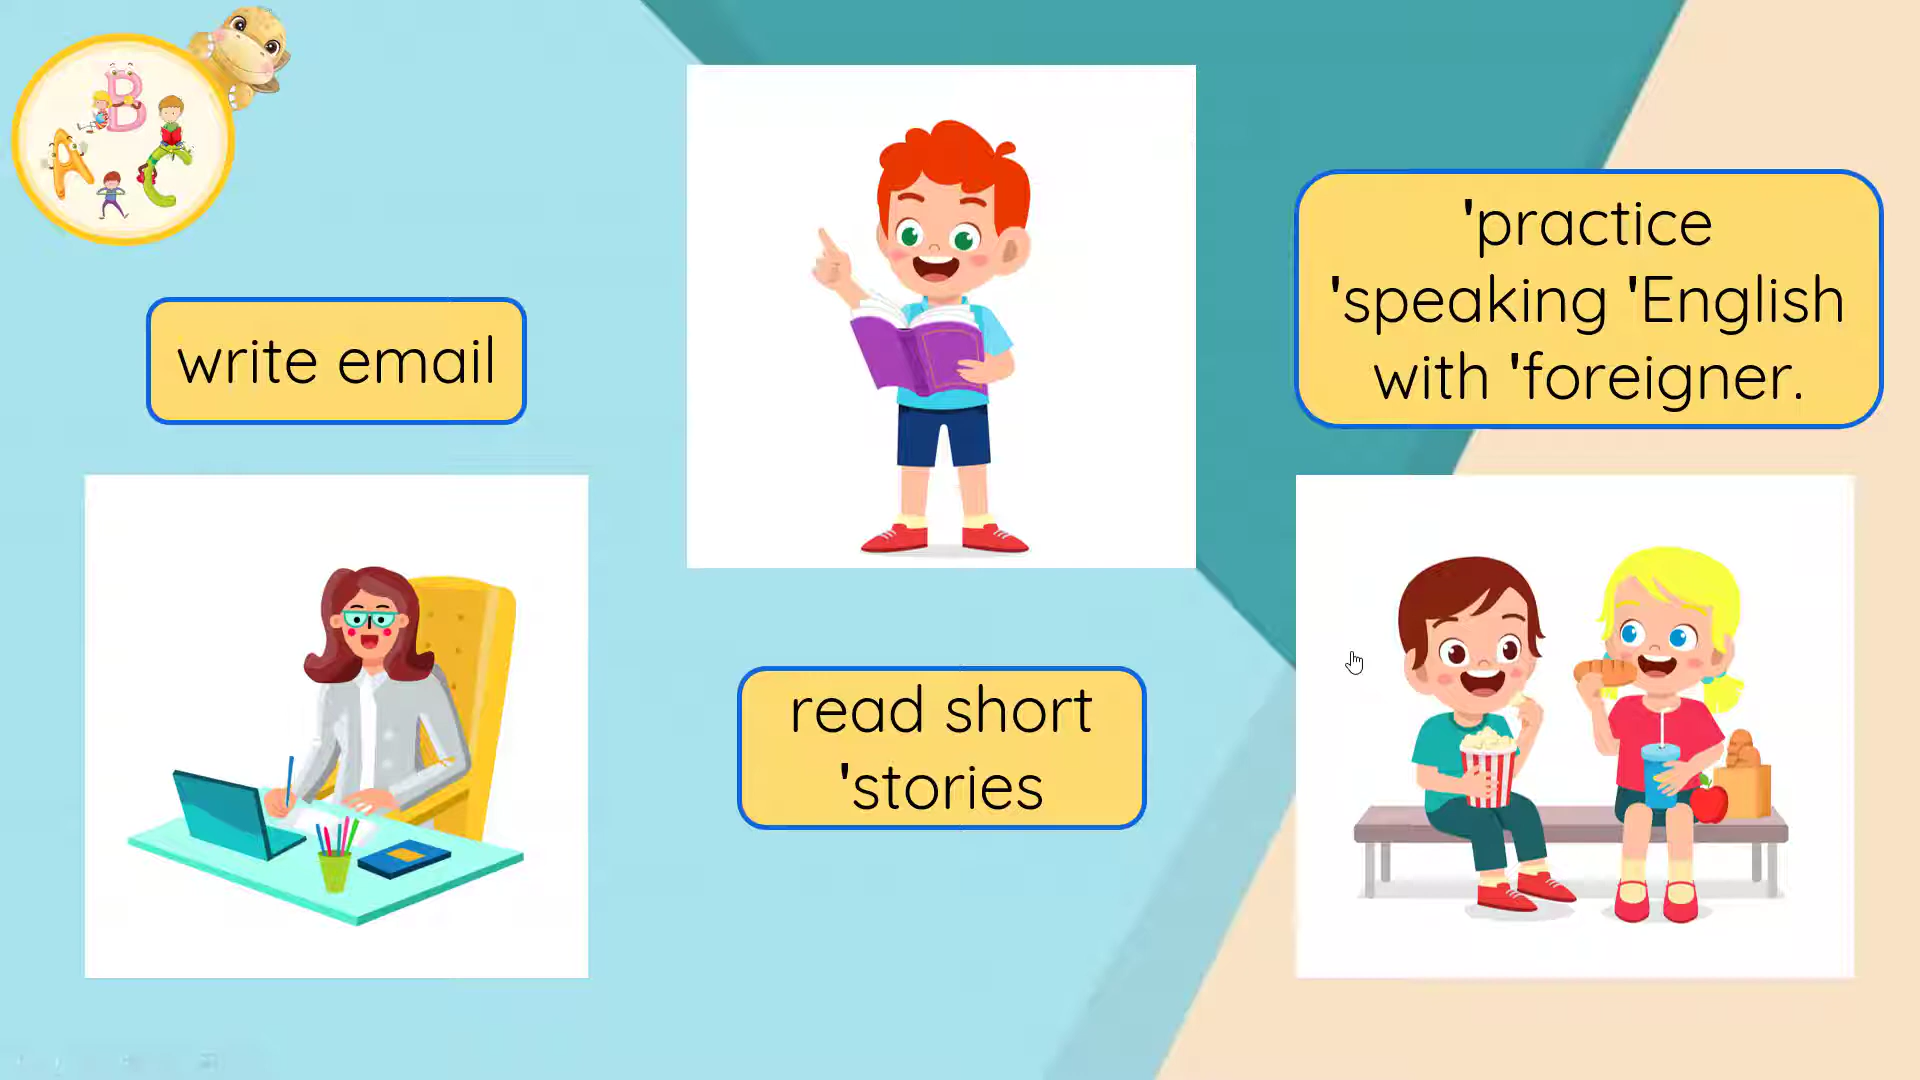 B
A C
write email
read short
'stories
'practice
'speaking 'English
with 'foreigner.